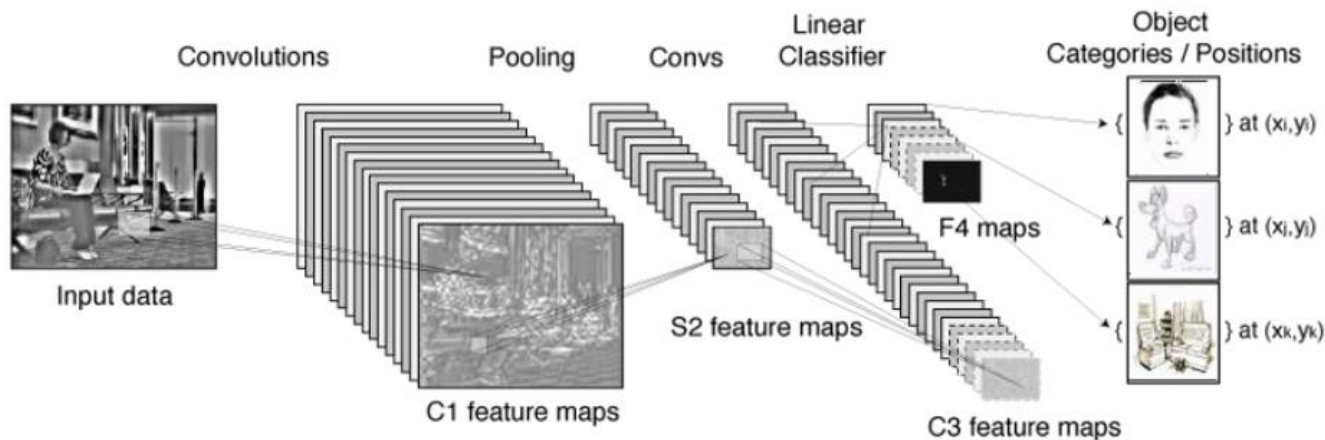 Convolutions
Pooling
Convs
Linear
Classifier
Object
Categories / Positions
{ } at (xi,yi)
{ } at (xj,yj)
{ } at (xk,yk)
Input data
C1 feature maps
S2 feature maps
C3 feature maps
F4 maps